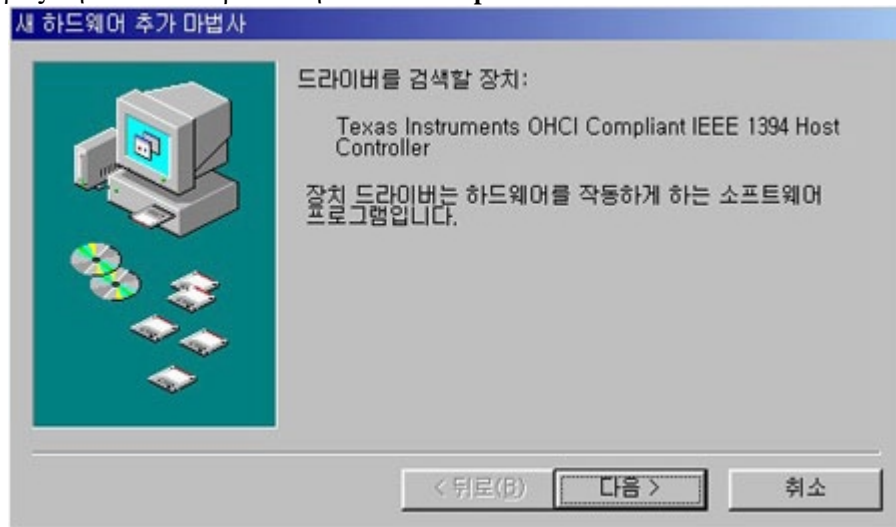 새 하드웨어 추가 마법사
드라이버를 검색할 장치:
Texas Instruments OHCI Compliant IEEE 1394 Host
Controller
장치 드라이버는 하드웨어를 작동하게 하는 소프트웨어
프로그램입니다.
< 뒤로(B)
다음 >
취소